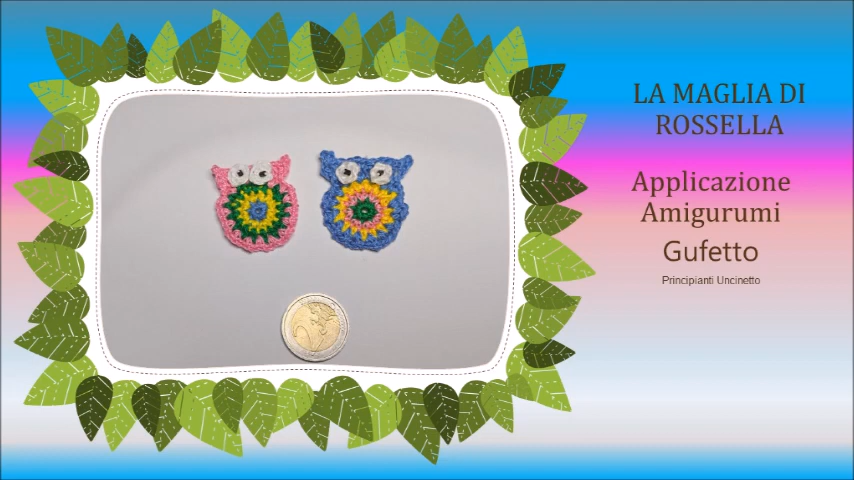 LA MAGLIA DI
ROSSELLA
Applicazione
Amigurumi
Gufetto
Principianti Uncinetto